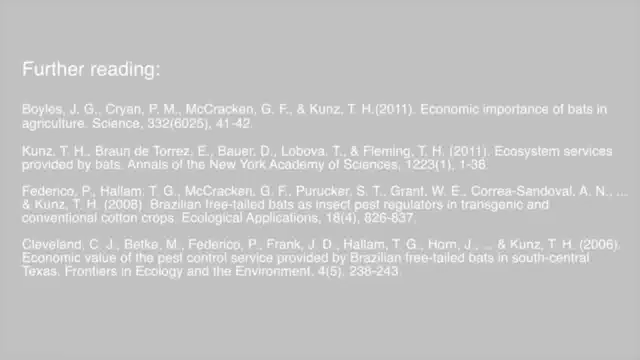 Further reading:
Boyles, J. G., Cryan, P. M., McCracken, G. F., & Kunz, T. H.(2011). Economic importance of bats in
agriculture. Science, 332(6025), 41-42.
Kunz, T. H., Braun de Torrez, E., Bauer, D., Lobova, T., & Fleming, T. H. (2011). Ecosystem services
provided by bats. Annals of the New York Academy of Sciences, 1223(1), 1-38.
Federico, P., Hallam, T. G., McCracken, G. F., Purucker, S. T., Grant, W. E., Correa-Sandoval, A. N., ...
& Kunz, T. H. (2008). Brazilian free-tailed bats as insect pest regulators in transgenic and
conventional cotton crops. Ecological Applications, 18(4), 826-837.
Cleveland, C. J., Betke, M., Federico, P., Frank, J. D., Hallam, T. G., Horn, J., ... & Kunz, T. H. (2006).
Economic value of the pest control service provided by Brazilian free-tailed bats in south-central
Texas. Frontiers in Ecology and the Environment, 4(5), 238-243.